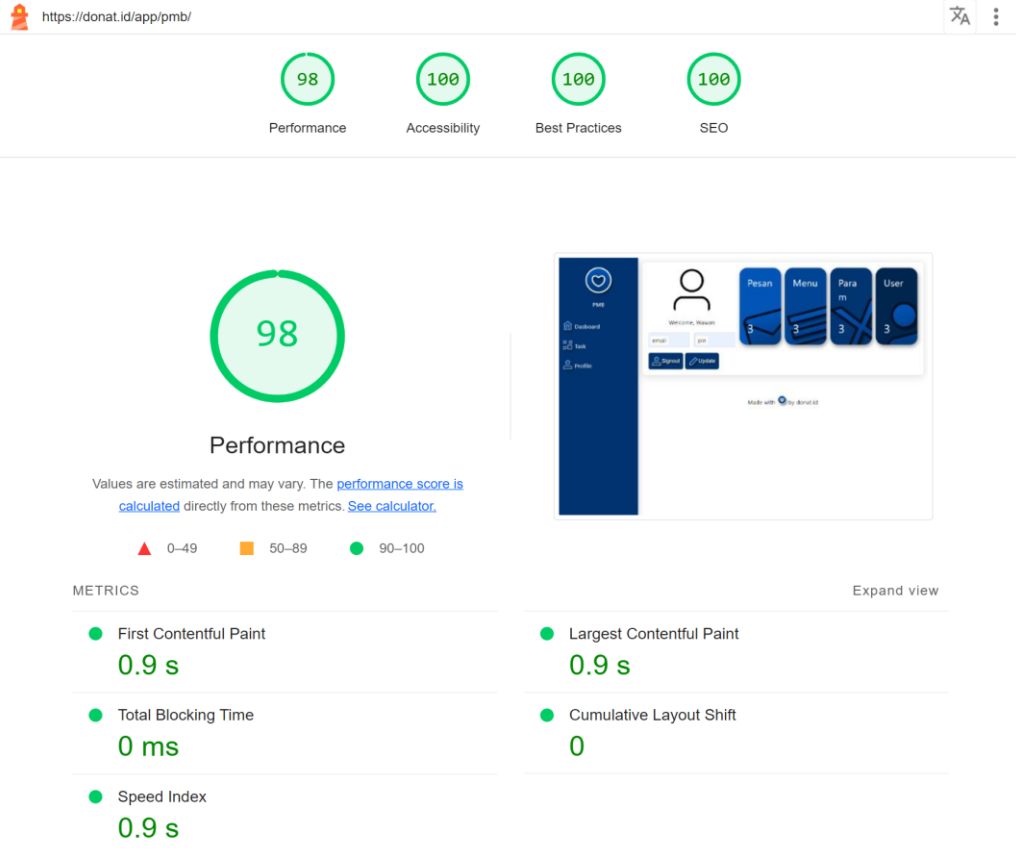 https://donat.id/app/pmb/
98 100 100 100
Performance Accessibility Best Practices SEO
98
Performance
Values are estimated and may vary. The performance score is
calculated directly from these metrics. See calculator.
0–49 50–89 90–100
PMB
Dasboard
Task
Profile
Welcome, Wawan
email pin
Signout Update
Pesan Menu Para User
m
3 3 3 3
Made with by donat.id
METRICS Expand view
First Contentful Paint
0.9 s
Largest Contentful Paint
0.9 s
Total Blocking Time
0 ms
Cumulative Layout Shift
0
Speed Index
0.9 s